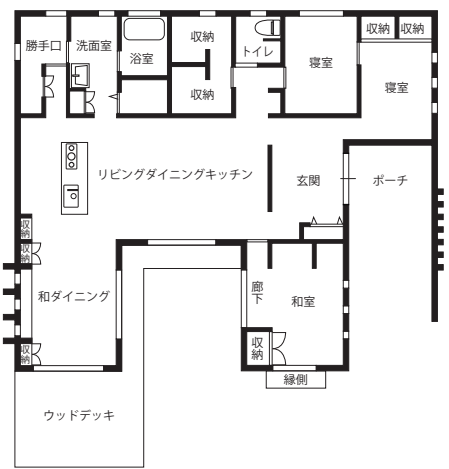 勝手口
洗面室
浴室
収納
トイレ
収納
収納
寝室
寝室
収納
リビングダイニングキッチン
玄関
ポーチ
収納
収納
和ダイニング
廊下
和室
収納
収納
縁側
ウッドデッキ